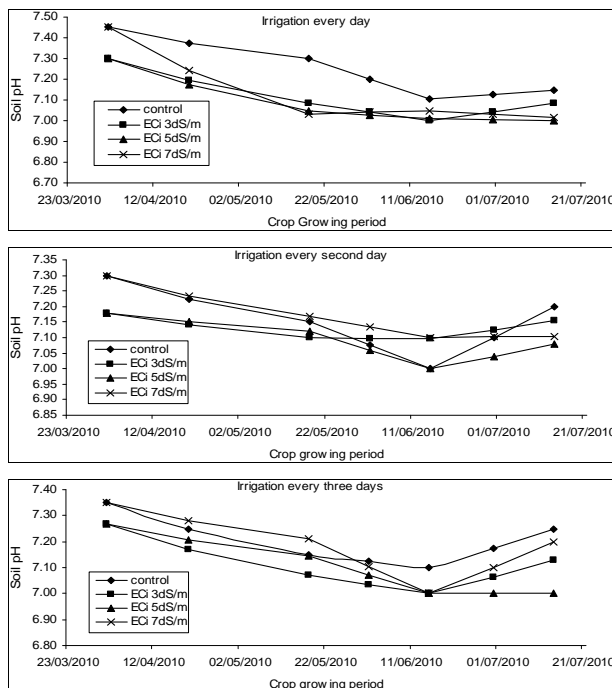 Irrigation every day
7.50
7.40
7.30
7.20
7.10
7.00
6.90
6.80
6.70
Soil pH
control
ECi 3dS/m
ECi 5dS/m
ECi 7dS/m
23/03/2010 12/04/2010 02/05/2010 22/05/2010 11/06/2010 01/07/2010 21/07/2010
Crop Growing period
Irrigation every second day
7.35
7.30
7.25
7.20
7.15
7.10
7.05
7.00
6.95
6.90
6.85
Soil pH
control
ECi 3dS/m
ECi 5dS/m
ECi 7dS/m
23/03/2010 12/04/2010 02/05/2010 22/05/2010 11/06/2010 01/07/2010 21/07/2010
Crop growing period
Irrigation every three days
7.40
7.30
7.20
7.10
7.00
6.90
6.80
Soil pH
control
ECi 3dS/m
ECi 5dS/m
ECi 7dS/m
23/03/2010 12/04/2010 02/05/2010 22/05/2010 11/06/2010 01/07/2010 21/07/2010
Crop growing period